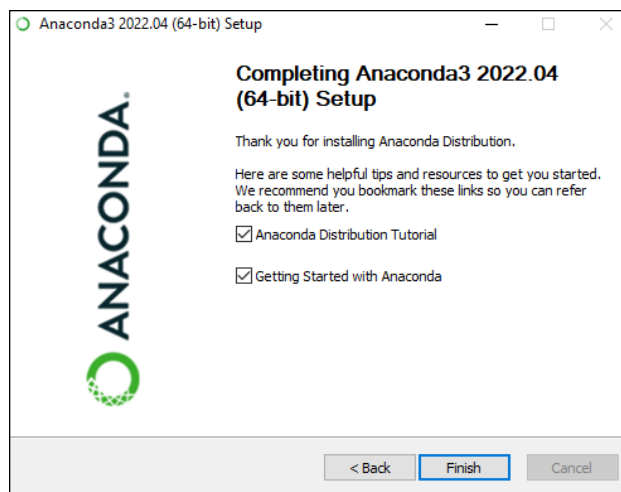 Anaconda3 2022.04 (64-bit) Setup
ANACONDA.
Completing Anaconda3 2022.04
(64-bit) Setup
Thank you for installing Anaconda Distribution.
Here are some helpful tips and resources to get you started.
We recommend you bookmark these links so you can refer
back to them later.
Anaconda Distribution Tutorial
Getting Started with Anaconda
< Back
Finish
Cancel